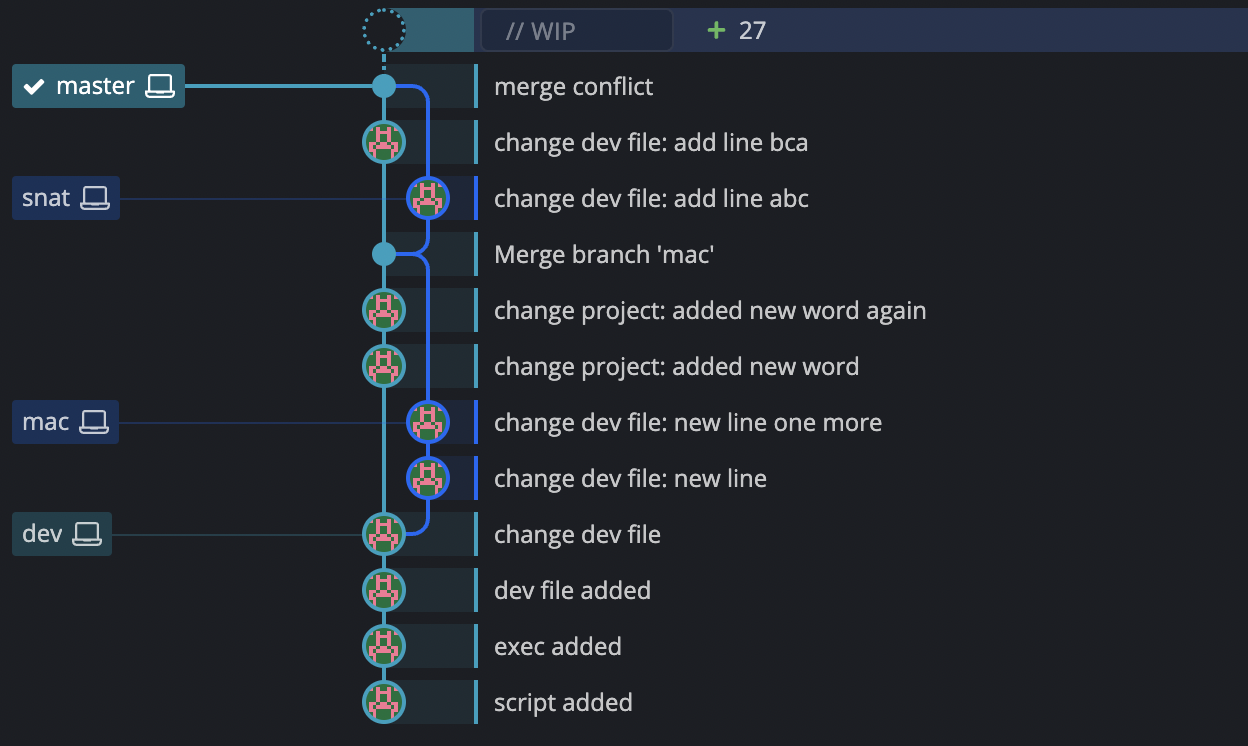 // WIP + 27
master merge conflict
change dev file: add line bca
snat change dev file: add line abc
Merge branch 'mac'
change project: added new word again
change project: added new word
mac change dev file: new line one more
change dev file: new line
dev change dev file
dev file added
exec added
script added